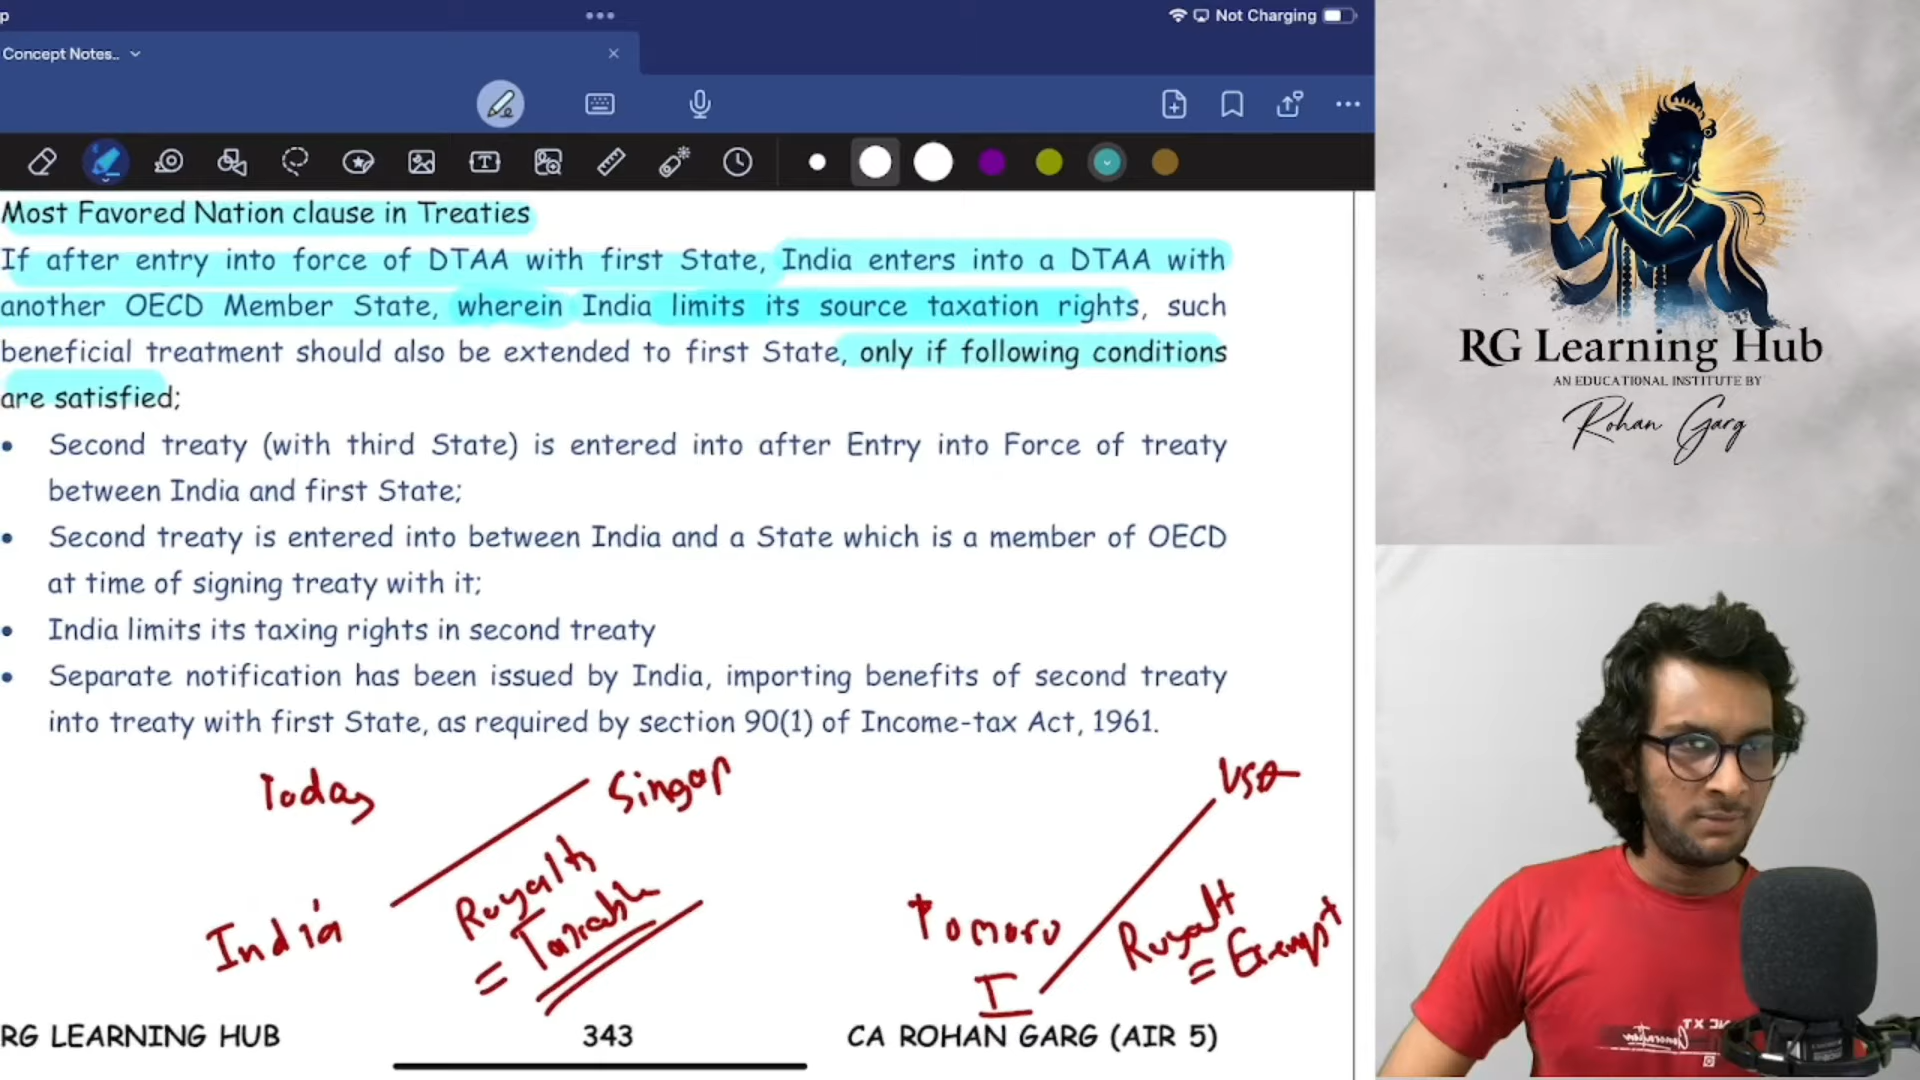 p
Not Charging
Concept Notes..
Most Favored Nation clause in Treaties
If after entry into force of DTAA with first State, India enters into a DTAA with
another OECD Member State, wherein India limits its source taxation rights, such
beneficial treatment should also be extended to first State, only if following conditions
are satisfied;
• Second treaty (with third State) is entered into after Entry into Force of treaty
between India and first State;
• Second treaty is entered into between India and a State which is a member of OECD
at time of signing treaty with it;
• India limits its taxing rights in second treaty
• Separate notification has been issued by India, importing benefits of second treaty
into treaty with first State, as required by section 90(1) of Income-tax Act, 1961.
Today
Singap
India
Royalty
= Taxable
USA
Tomoro
I
Royalt
= Exempt
RG LEARNING HUB
343
CA ROHAN GARG (AIR 5)
RG Learning Hub
AN EDUCATIONAL INSTITUTE BY
Rohan Garg